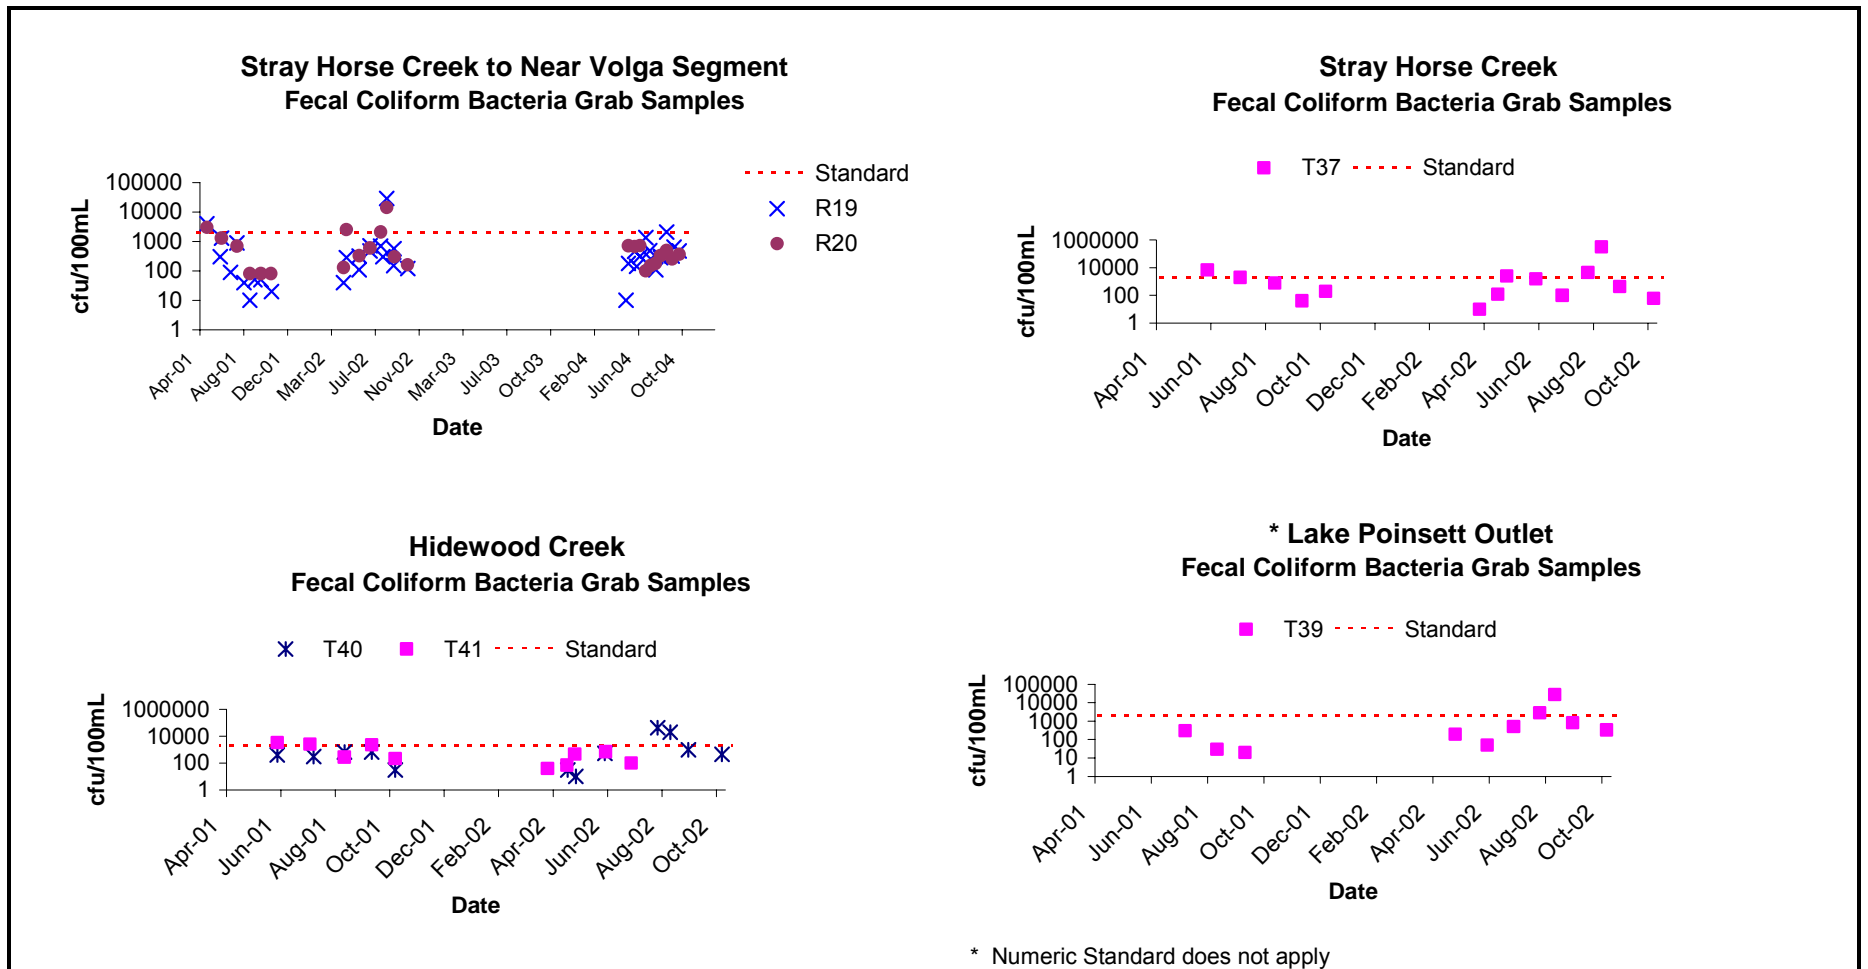 Stray Horse Creek to Near Volga Segment
Fecal Coliform Bacteria Grab Samples
Standard
R19
R20
cfu/100mL
100000
10000
1000
100
10
1
Apr-01
Aug-01
Dec-01
Mar-02
Jul-02
Nov-02
Mar-03
Jul-03
Oct-03
Feb-04
Jun-04
Oct-04
Date
Stray Horse Creek
Fecal Coliform Bacteria Grab Samples
T37
Standard
cfu/100mL
1000000
10000
100
1
Apr-01
Jun-01
Aug-01
Oct-01
Dec-01
Feb-02
Apr-02
Jun-02
Aug-02
Oct-02
Date
Hidewood Creek
Fecal Coliform Bacteria Grab Samples
T40
T41
Standard
cfu/100mL
1000000
10000
100
1
Apr-01
Jun-01
Aug-01
Oct-01
Dec-01
Feb-02
Apr-02
Jun-02
Aug-02
Oct-02
Date
* Lake Poinsett Outlet
Fecal Coliform Bacteria Grab Samples
T39
Standard
cfu/100mL
100000
10000
1000
100
10
1
Apr-01
Jun-01
Aug-01
Oct-01
Dec-01
Feb-02
Apr-02
Jun-02
Aug-02
Oct-02
Date
* Numeric Standard does not apply